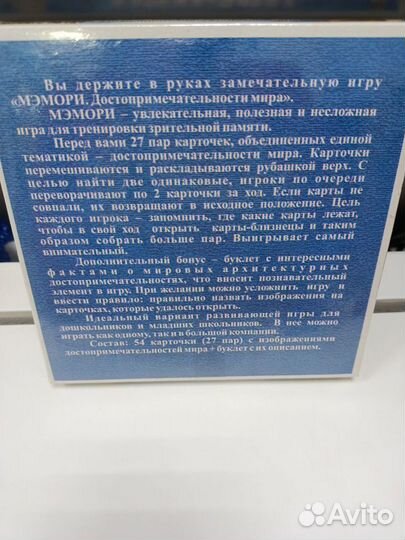 Вы держите в руках замечательную игру
«МЭМОРИ. Достопримечательности мира».
МЭМОРИ – увлекательная, полезная и несложная
игра для тренировки зрительной памяти.
Перед вами 27 пар карточек, объединенных единой
тематикой – достопримечательности мира. Карточки
перемешиваются и раскладываются рубашкой верх. С
целью найти две одинаковые, игроки по очереди
переворачивают по 2 карточки за ход. Если карты не
совпали, их возвращают в исходное положение. Цель
каждого игрока – запомнить, где какие карты лежат,
чтобы в свой ход открыть карты-близнецы и таким
образом собрать больше пар. Выигрывает самый
внимательный.
Дополнительный бонус – буклет с интересными
фактами о мировых архитектурных
достопримечательностях, что вносит познавательный
элемент в игру. При желании можно усложнить игру и
ввести правило: правильно назвать изображения на
карточках, которые удалось открыть.
Идеальный вариант развивающей игры для
дошкольников и младших школьников. В нее можно
играть как одному, так и в большой компании.
Состав: 54 карточки (27 пар) с изображениями
достопримечательностей мира + буклет с их описанием.
Avito